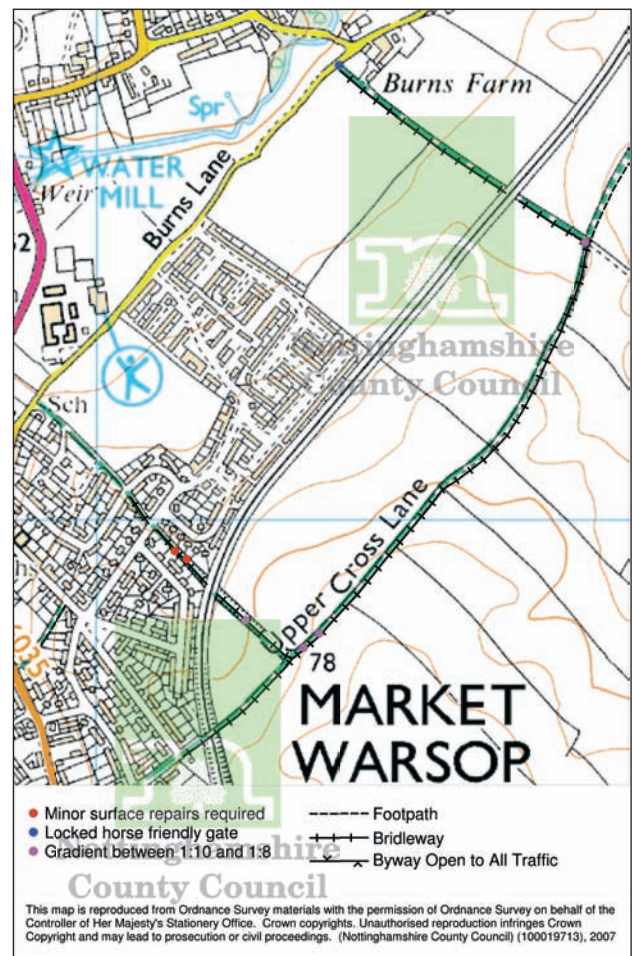 Burns Farm
Spr
WATER
MILL
Weir
Burns Lane
Nottinghamshire
County Council
Sch
Upper Cross Lane
78
MARKET
WARSOP
6035
Minor surface repairs required
Locked horse friendly gate
Gradient between 1:10 and 1:8
Footpath
Bridleway
Byway Open to All Traffic
Nottinghamshire
County Council
This map is reproduced from Ordnance Survey materials with the permission of Ordnance Survey on behalf of the
Controller of Her Majesty's Stationery Office. Crown copyrights. Unauthorised reproduction infringes Crown
Copyright and may lead to prosecution or civil proceedings. (Nottinghamshire County Council) (100019713), 2007